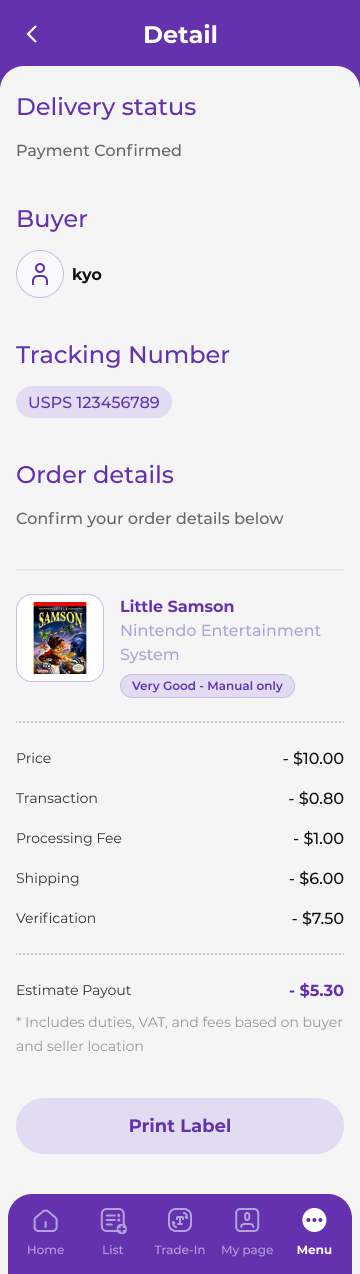 Detail
Delivery status
Payment Confirmed
Buyer
kyo
Tracking Number
USPS 123456789
Order details
Confirm your order details below
SAMSON
Little Samson
Nintendo Entertainment
System
Very Good - Manual only
Price - $10.00
Transaction - $0.80
Processing Fee - $1.00
Shipping - $6.00
Verification - $7.50
Estimate Payout - $5.30
* Includes duties, VAT, and fees based on buyer
and seller location
Print Label
Home List Trade-In My page Menu